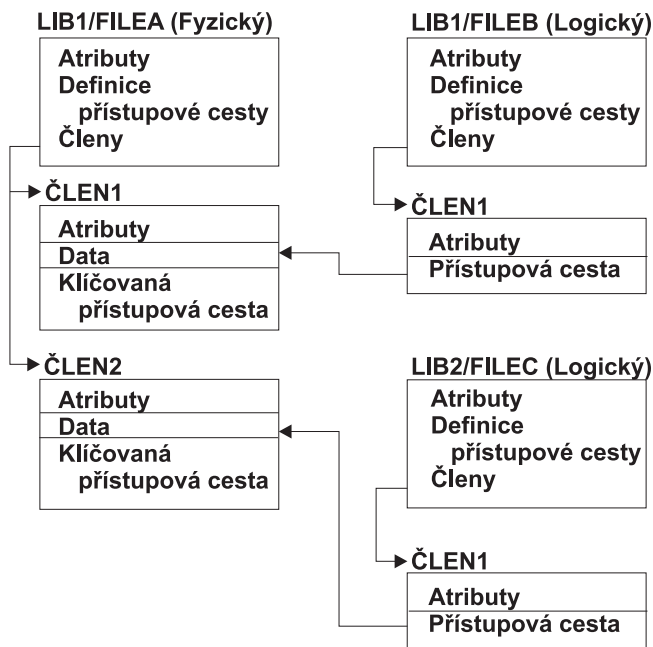 LIB1/FILEA (Fyzický)
Atributy
Definice
přístupové cesty
Členy
ČLEN1
Atributy
Data
Klíčovaná
přístupová cesta
ČLEN2
Atributy
Data
Klíčovaná
přístupová cesta
LIB1/FILEB (Logický)
Atributy
Definice
přístupové cesty
Členy
ČLEN1
Atributy
Přístupová cesta
LIB2/FILEC (Logický)
Atributy
Definice
přístupové cesty
Členy
ČLEN1
Atributy
Přístupová cesta